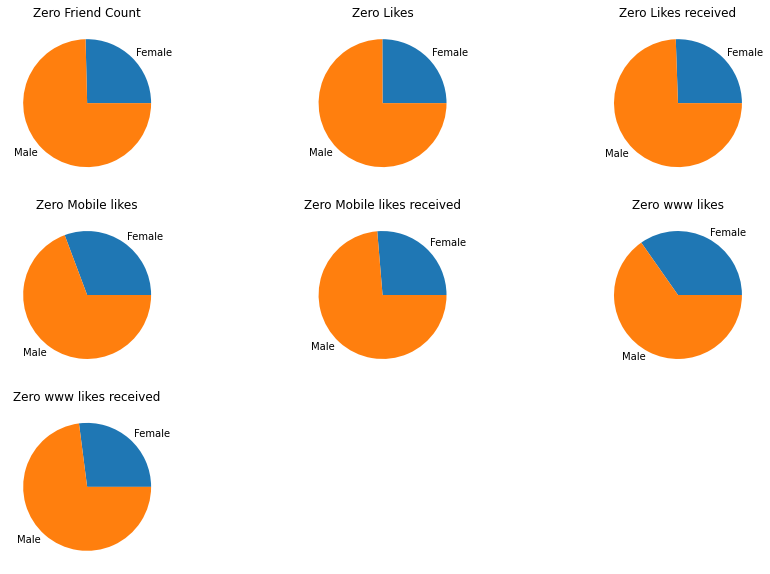 Zero Friend Count
Female
Male
Zero Likes
Female
Male
Zero Likes received
Female
Male
Zero Mobile likes
Female
Male
Zero Mobile likes received
Female
Male
Zero www likes
Female
Male
Zero www likes received
Female
Male